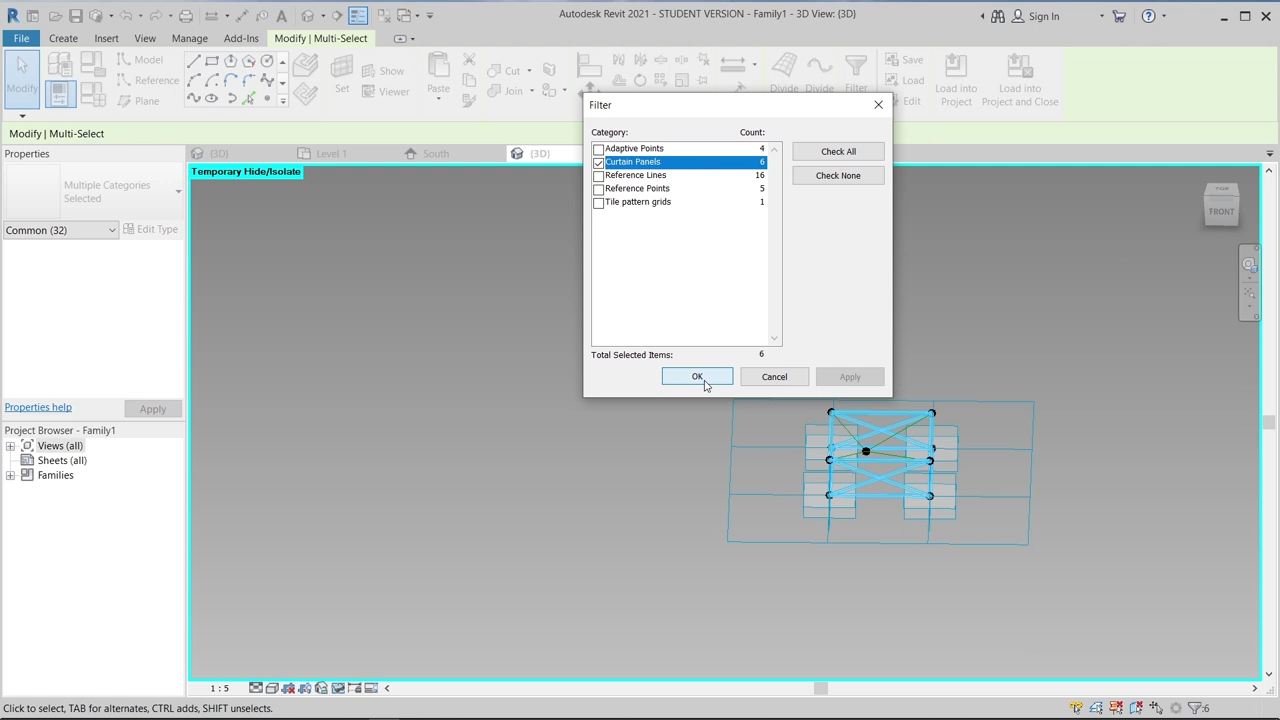 Autodesk Revit 2021 - STUDENT VERSION - Family1 - 3D View: {3D}
Sign In
File Create Insert View Manage Add-Ins Modify | Multi-Select
Modify
Model
Reference
Plane
Set
Show
Viewer
Paste
Cut
Join
Divide Divide Filter
Save
Load
Edit
Load into
Project
Load into
Project and Close
Modify | Multi-Select
Properties
{3D}
Level 1
South
{3D}
Temporary Hide/Isolate
Multiple Categories
Selected
Common (32)
Edit Type
Properties help
Apply
Project Browser - Family1
Views (all)
Sheets (all)
Families
Filter
Category: Count:
Adaptive Points 4
Curtain Panels 6
Reference Lines 16
Reference Points 5
Tile pattern grids 1
Check All
Check None
Total Selected Items: 6
OK Cancel Apply
TOP
FRONT
1 : 5
Click to select, TAB for alternates, CTRL adds, SHIFT unselects.
:6